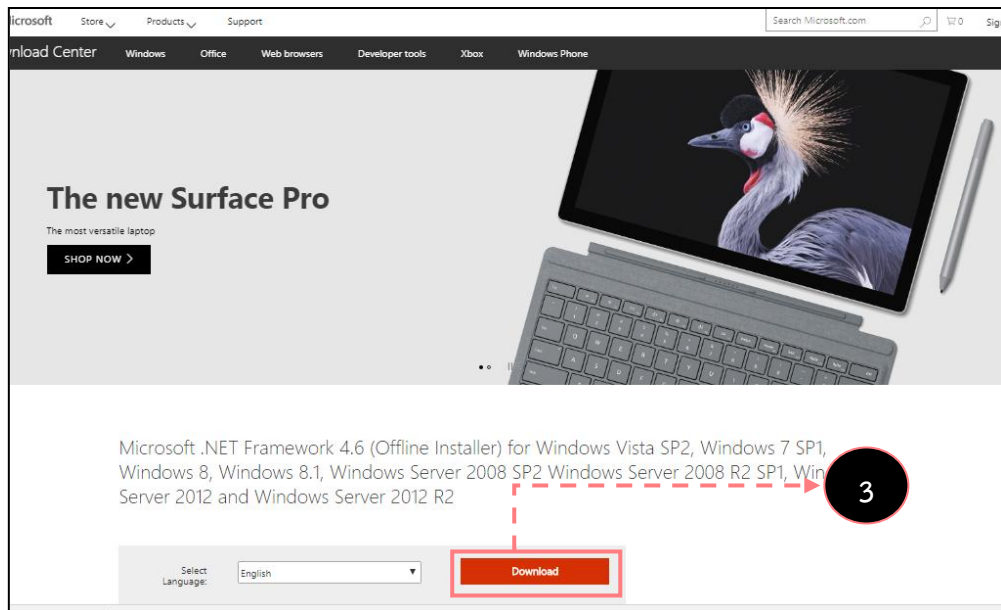 icrosoft Store Products Support Search Microsoft.com 0 Sig
nload Center Windows Office Web browsers Developer tools Xbox Windows Phone
The new Surface Pro
The most versatile laptop
SHOP NOW >
Microsoft .NET Framework 4.6 (Offline Installer) for Windows Vista SP2, Windows 7 SP1,
Windows 8, Windows 8.1, Windows Server 2008 SP2 Windows Server 2008 R2 SP1, Win
Server 2012 and Windows Server 2012 R2
3
Select
Language:
English
Download